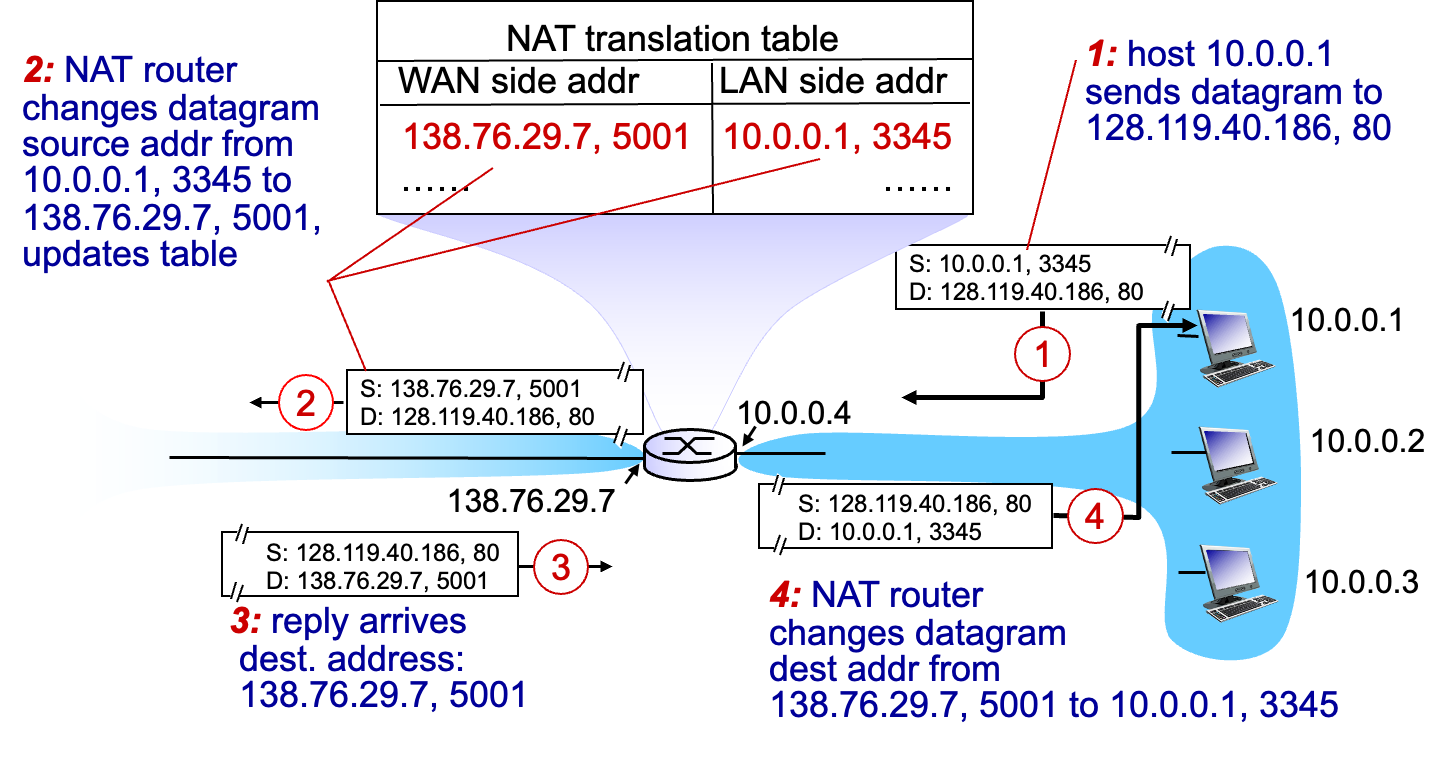 NAT translation table
WAN side addr LAN side addr
138.76.29.7, 5001 10.0.0.1, 3345
...... ......
2: NAT router
changes datagram
source addr from
10.0.0.1, 3345 to
138.76.29.7, 5001,
updates table
1: host 10.0.0.1
sends datagram to
128.119.40.186, 80
S: 10.0.0.1, 3345
D: 128.119.40.186, 80
1
10.0.0.1
S: 138.76.29.7, 5001
D: 128.119.40.186, 80
2
10.0.0.4
10.0.0.2
138.76.29.7
S: 128.119.40.186, 80
D: 10.0.0.1, 3345
4
S: 128.119.40.186, 80
D: 138.76.29.7, 5001
3
10.0.0.3
3: reply arrives
dest. address:
138.76.29.7, 5001
4: NAT router
changes datagram
dest addr from
138.76.29.7, 5001 to 10.0.0.1, 3345